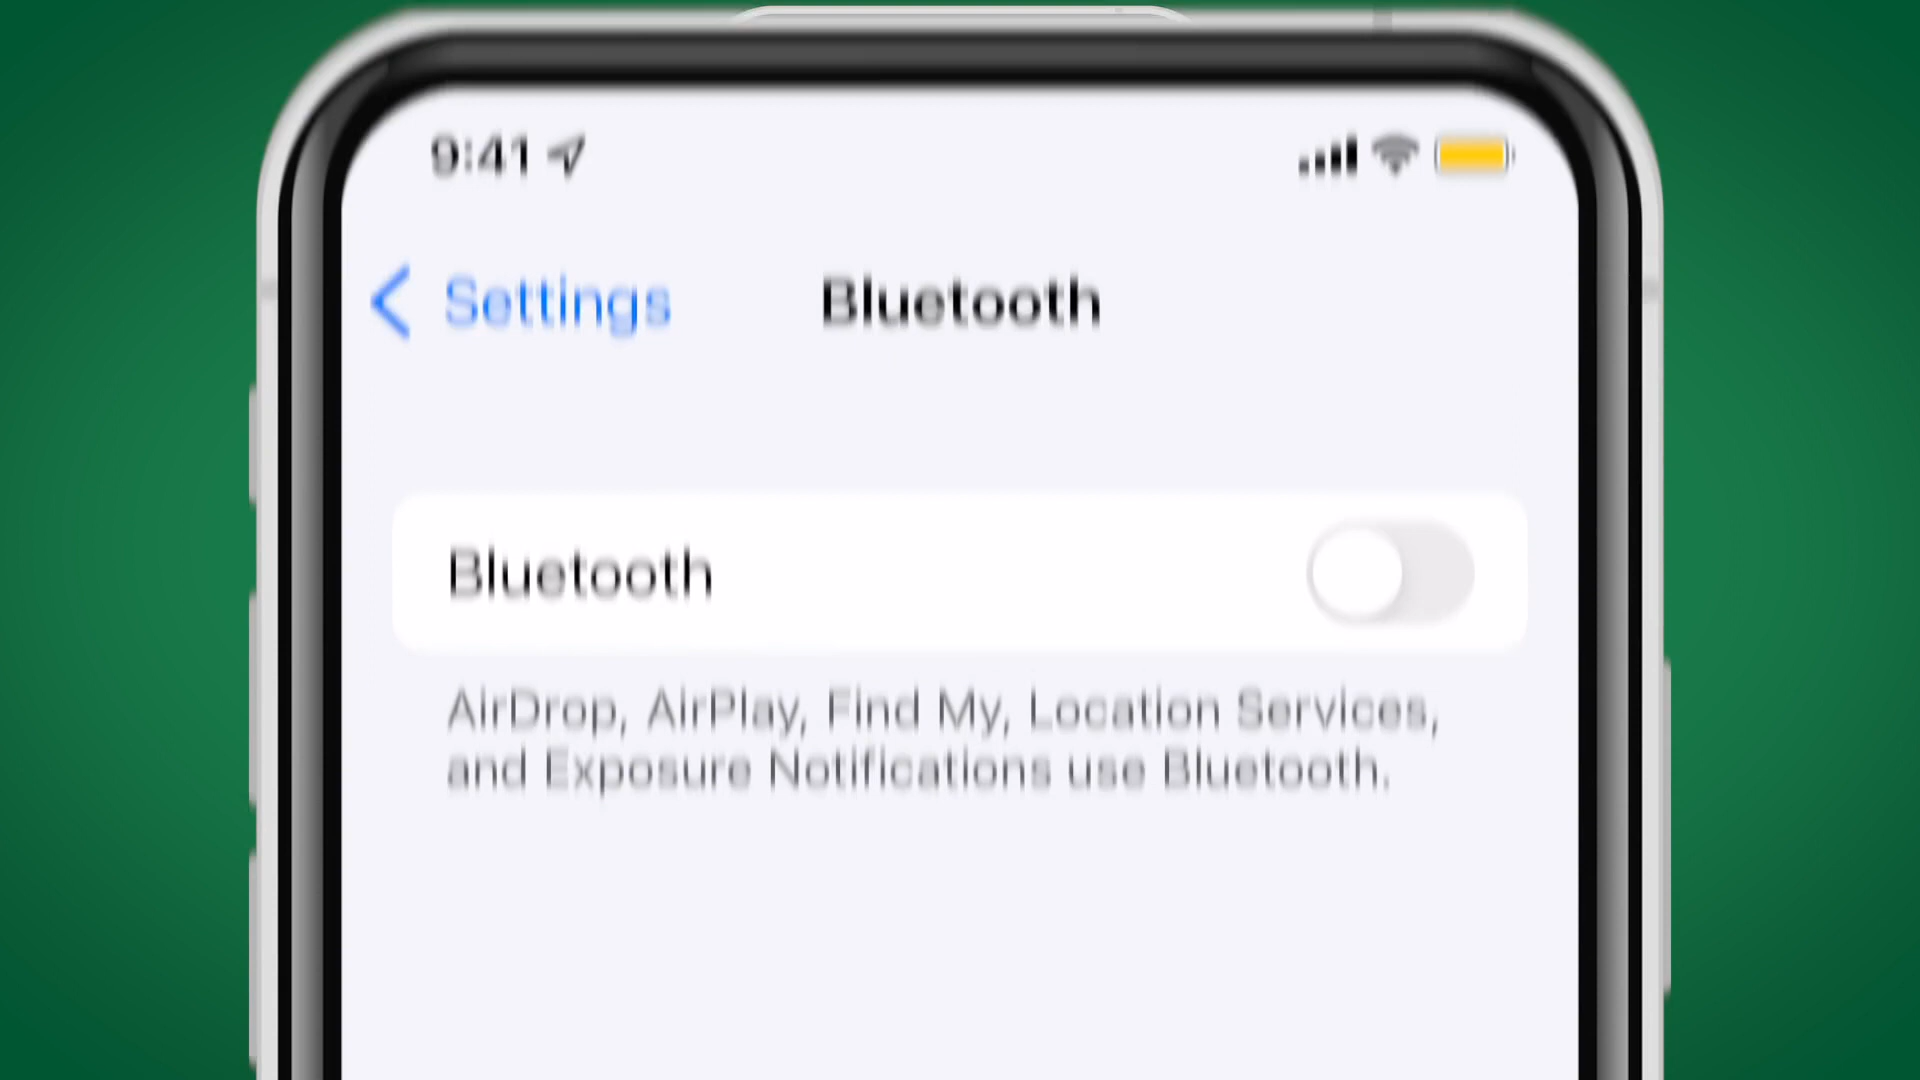 9:41
Settings
Bluetooth
Bluetooth
AirDrop, AirPlay, Find My, Location Services,
and Exposure Notifications use Bluetooth.